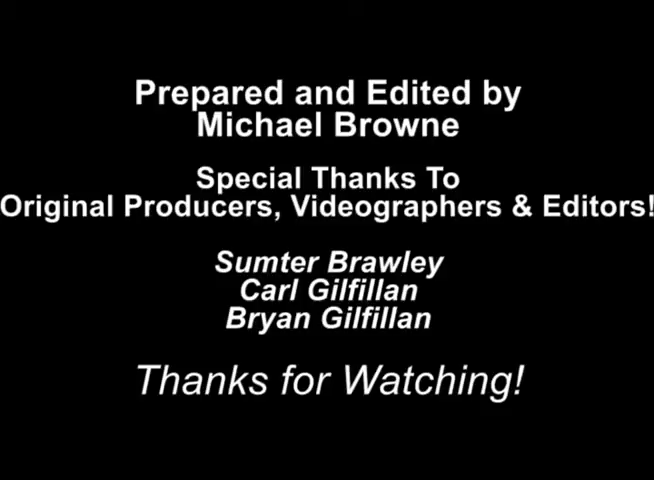 Prepared and Edited by
Michael Browne
Special Thanks To
Original Producers, Videographers & Editors!
Sumter Brawley
Carl Gilfillan
Bryan Gilfillan
Thanks for Watching!